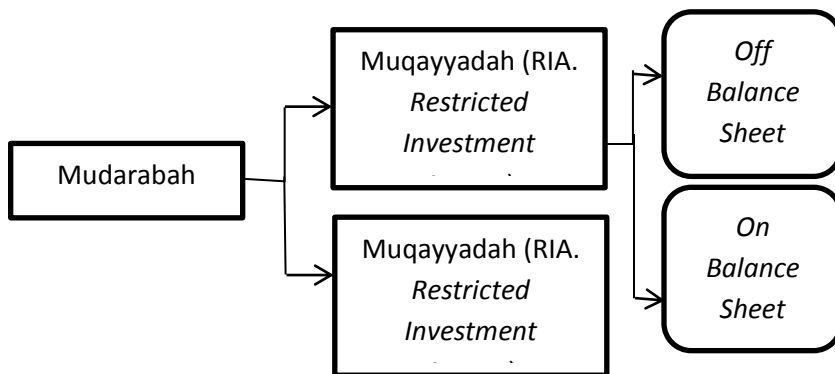 Mudarabah
Muqayyadah (RIA.
Restricted
Investment
Muqayyadah (RIA.
Restricted
Investment
Off
Balance
Sheet
On
Balance
Sheet